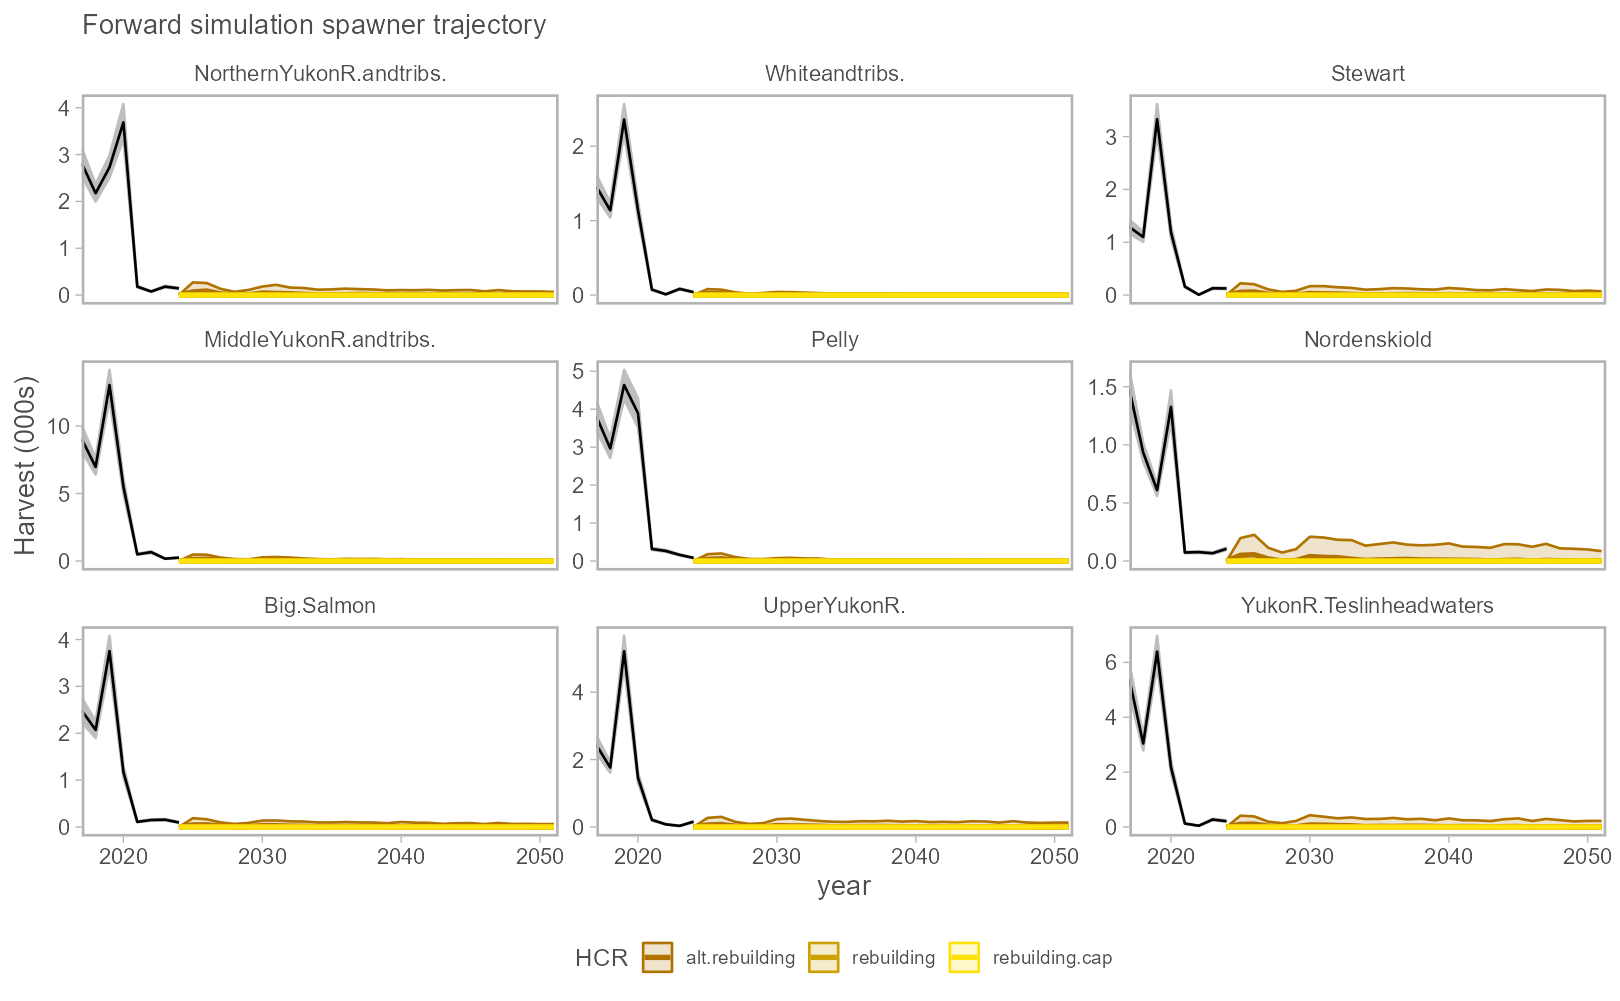 Forward simulation spawner trajectory
NorthernYukonR.andtribs.
Whiteandtribs.
Stewart
4
3
2
1
0
2
1
0
3
2
1
0
MiddleYukonR.andtribs.
Pelly
Nordenskiold
Harvest (000s)
10
5
0
5
4
3
2
1
0
1.5
1.0
0.5
0.0
Big.Salmon
UpperYukonR.
YukonR.Teslinheadwaters
4
3
2
1
0
4
2
0
6
4
2
0
2020 2030 2040 2050
2020 2030 2040 2050
2020 2030 2040 2050
year
HCR alt.rebuilding rebuilding rebuilding.cap